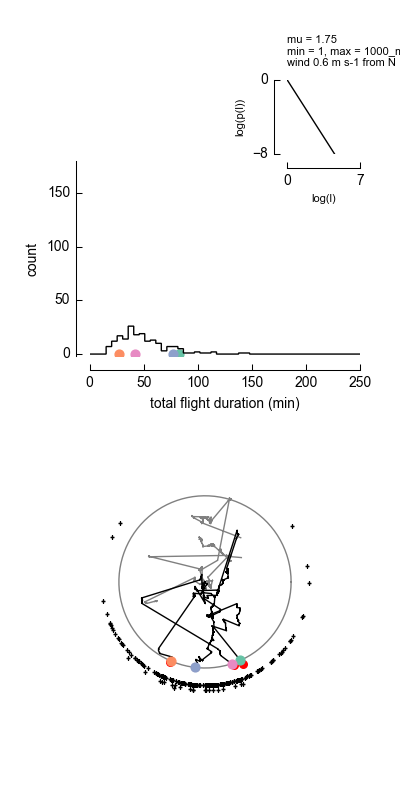 mu = 1.75
min = 1, max = 1000_m
wind 0.6 m s-1 from N
0
log(p(l))
−8
0
7
log(l)
150
100
50
0
count
0
50
100
150
200
250
total flight duration (min)